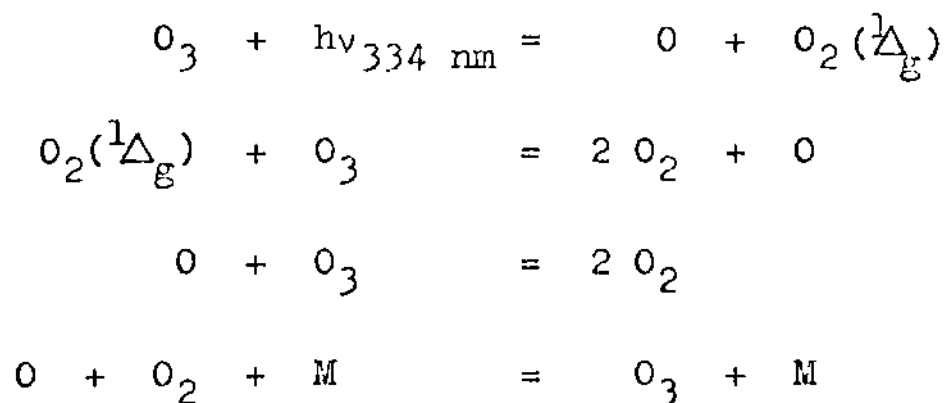 O₃ + hν₃₃₄ ₙₘ = O + O₂(¹Δg)
O₂(¹Δg) + O₃ = 2 O₂ + O
O + O₃ = 2 O₂
O + O₂ + M = O₃ + M